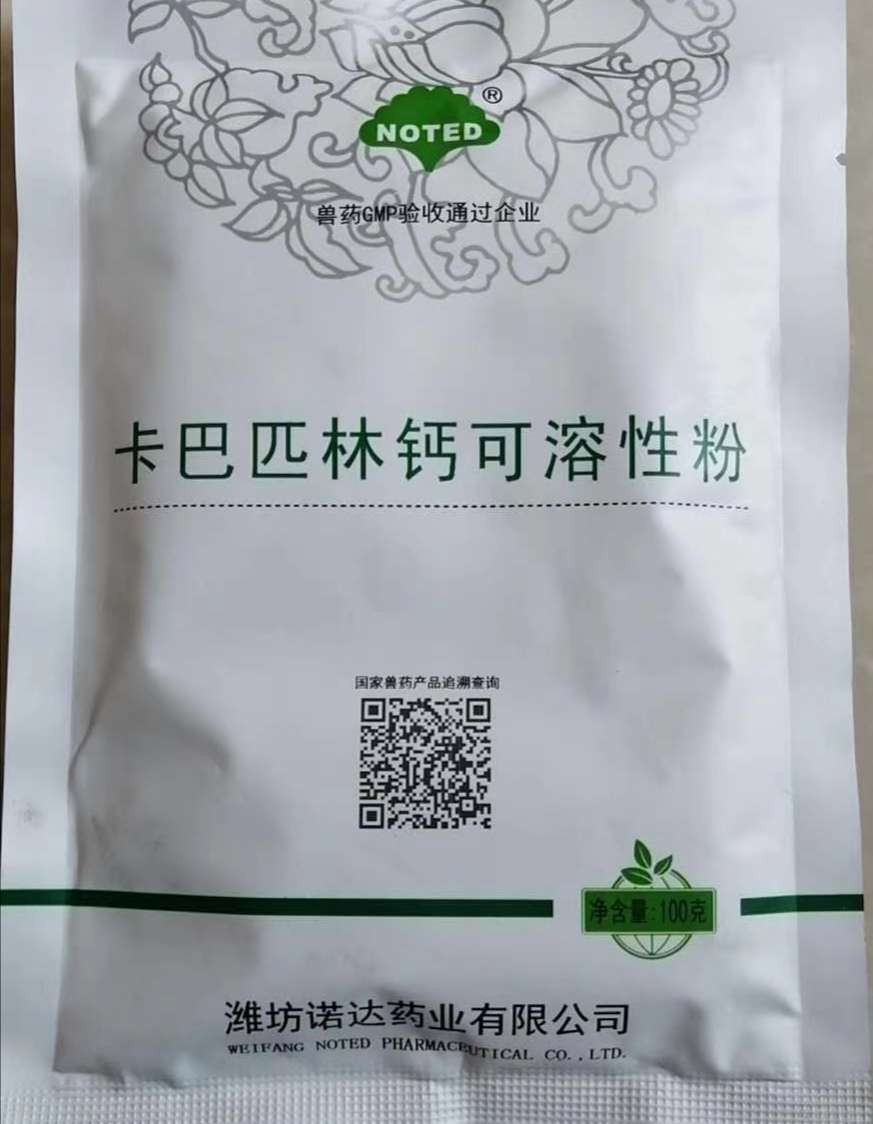 ®
NOTED
兽药GMP验收通过企业
卡巴匹林钙可溶性粉
国家兽药产品追溯查询
净含量:100克
潍坊诺达药业有限公司
WEIFANG NOTED PHARMACEUTICAL CO.,LTD.